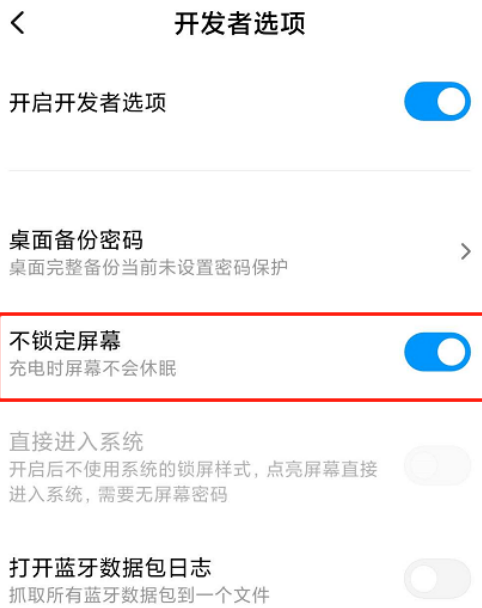 开发者选项
开启开发者选项
桌面备份密码
桌面完整备份当前未设置密码保护
不锁定屏幕
充电时屏幕不会休眠
直接进入系统
开启后不使用系统的锁屏样式，点亮屏幕直接
进入系统，需要无屏幕密码
打开蓝牙数据包日志
抓取所有蓝牙数据包到一个文件